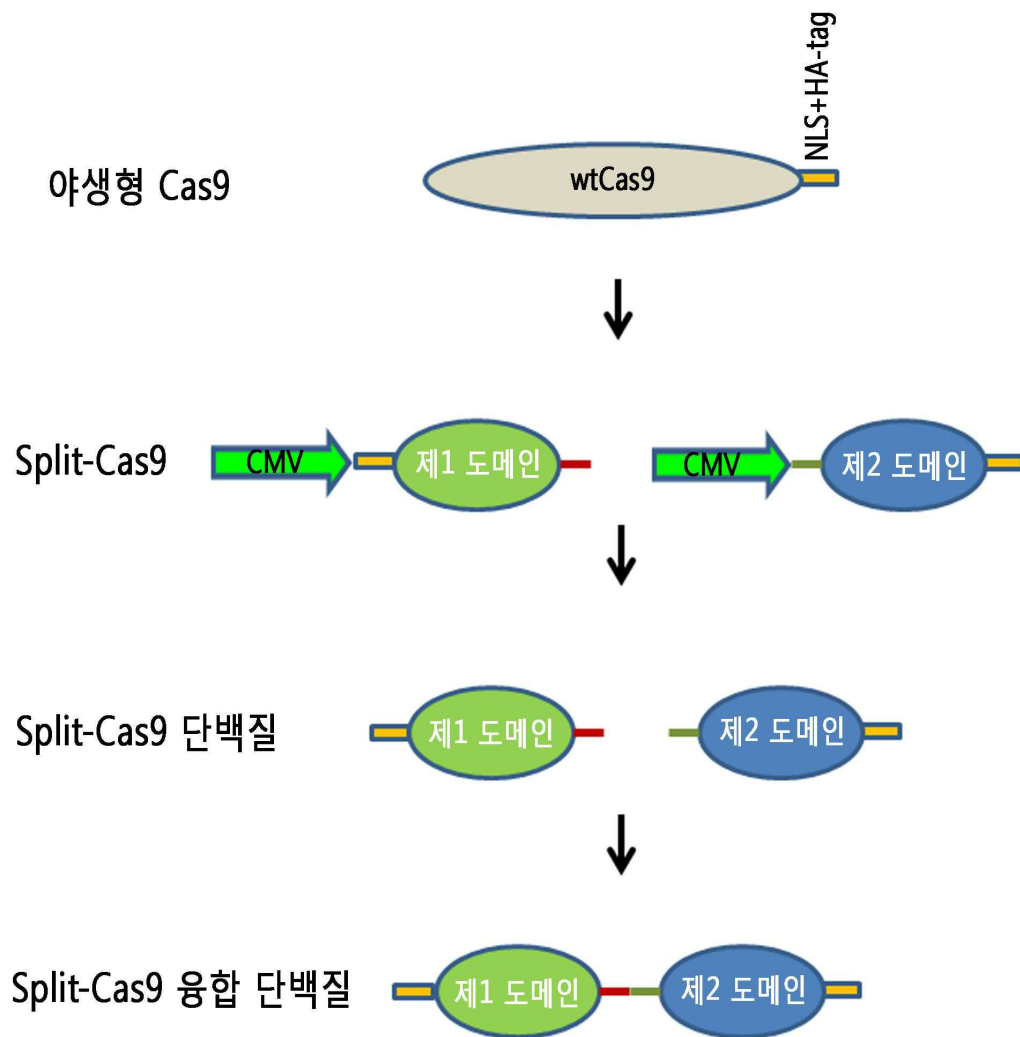 NLS+HA-tag
야생형 Cas9
wtCas9
Split-Cas9
CMV
제1 도메인
CMV
제2 도메인
Split-Cas9 단백질
제1 도메인
제2 도메인
Split-Cas9 융합 단백질
제1 도메인
제2 도메인